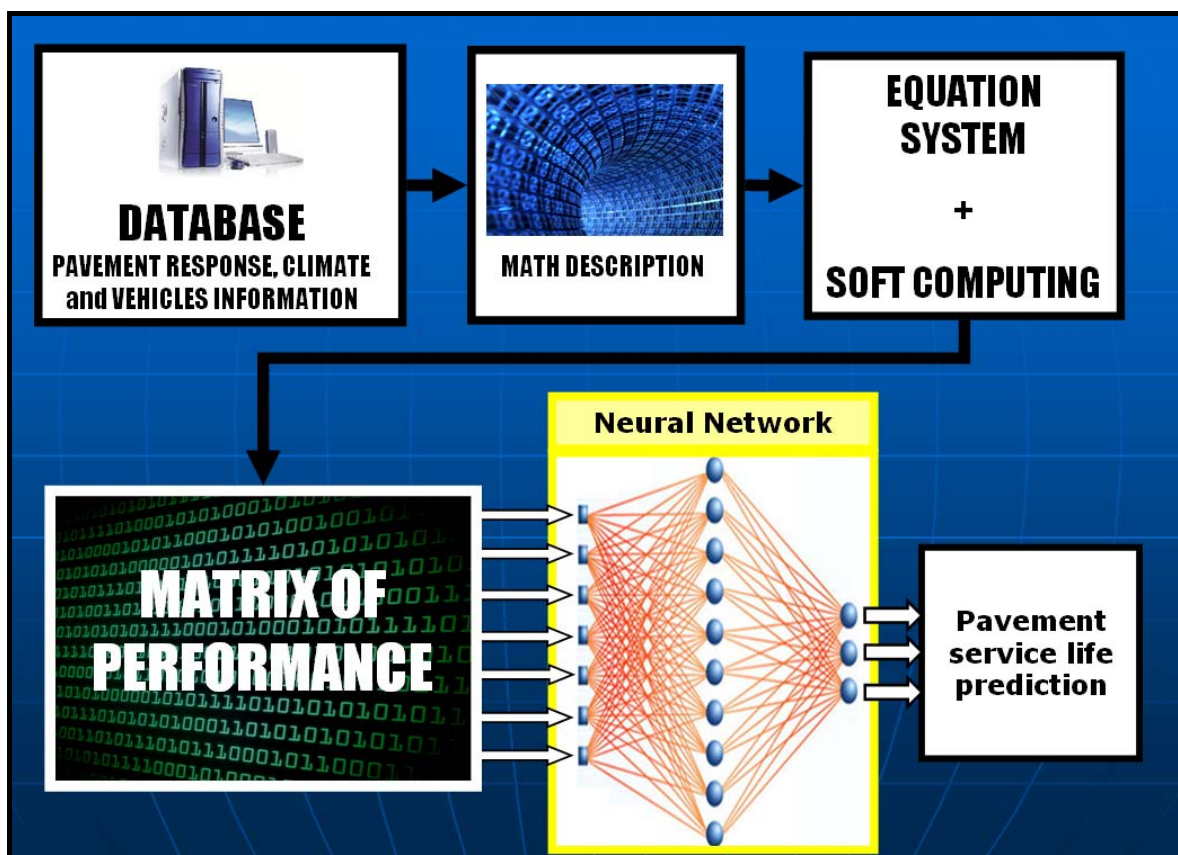 DATABASE
PAVEMENT RESPONSE, CLIMATE
and VEHICLES INFORMATION
MATH DESCRIPTION
EQUATION
SYSTEM
+
SOFT COMPUTING
Neural Network
MATRIX OF
PERFORMANCE
Pavement
service life
prediction